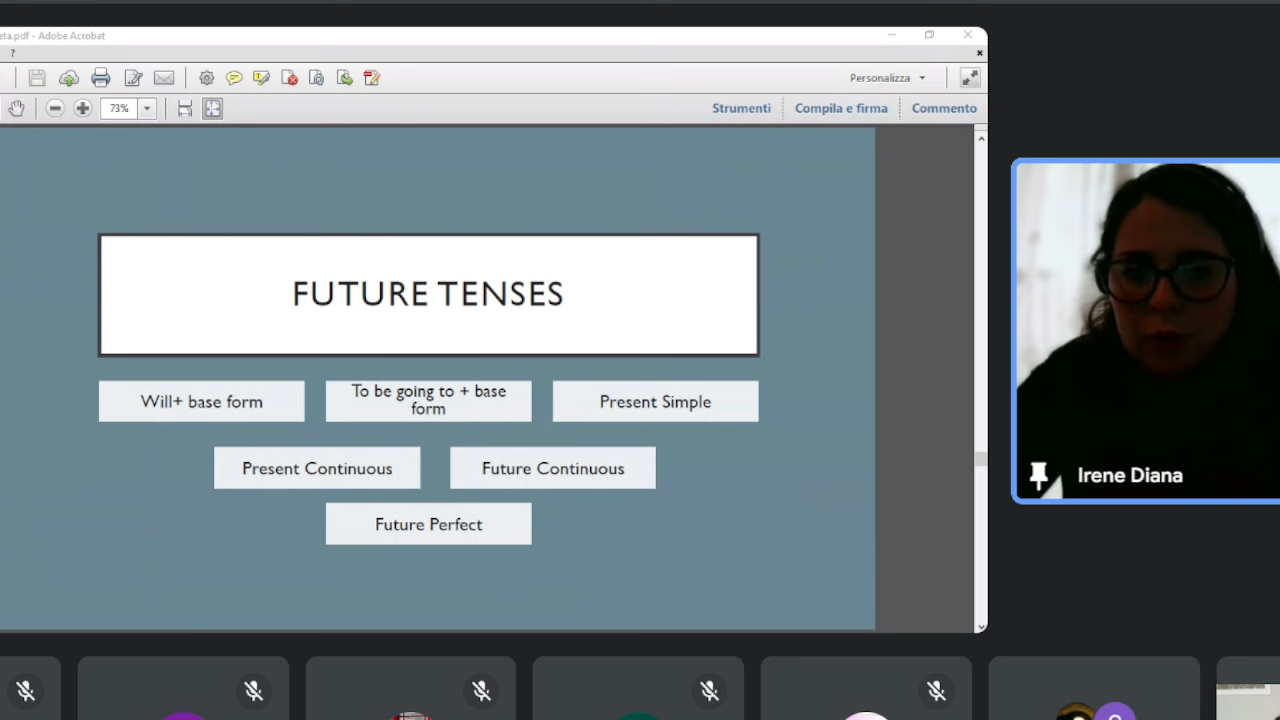 eta.pdf - Adobe Acrobat
?
Personalizza
73%
Strumenti
Compila e firma
Commento
FUTURE TENSES
Will+ base form
To be going to + base
form
Present Simple
Present Continuous
Future Continuous
Future Perfect
Irene Diana